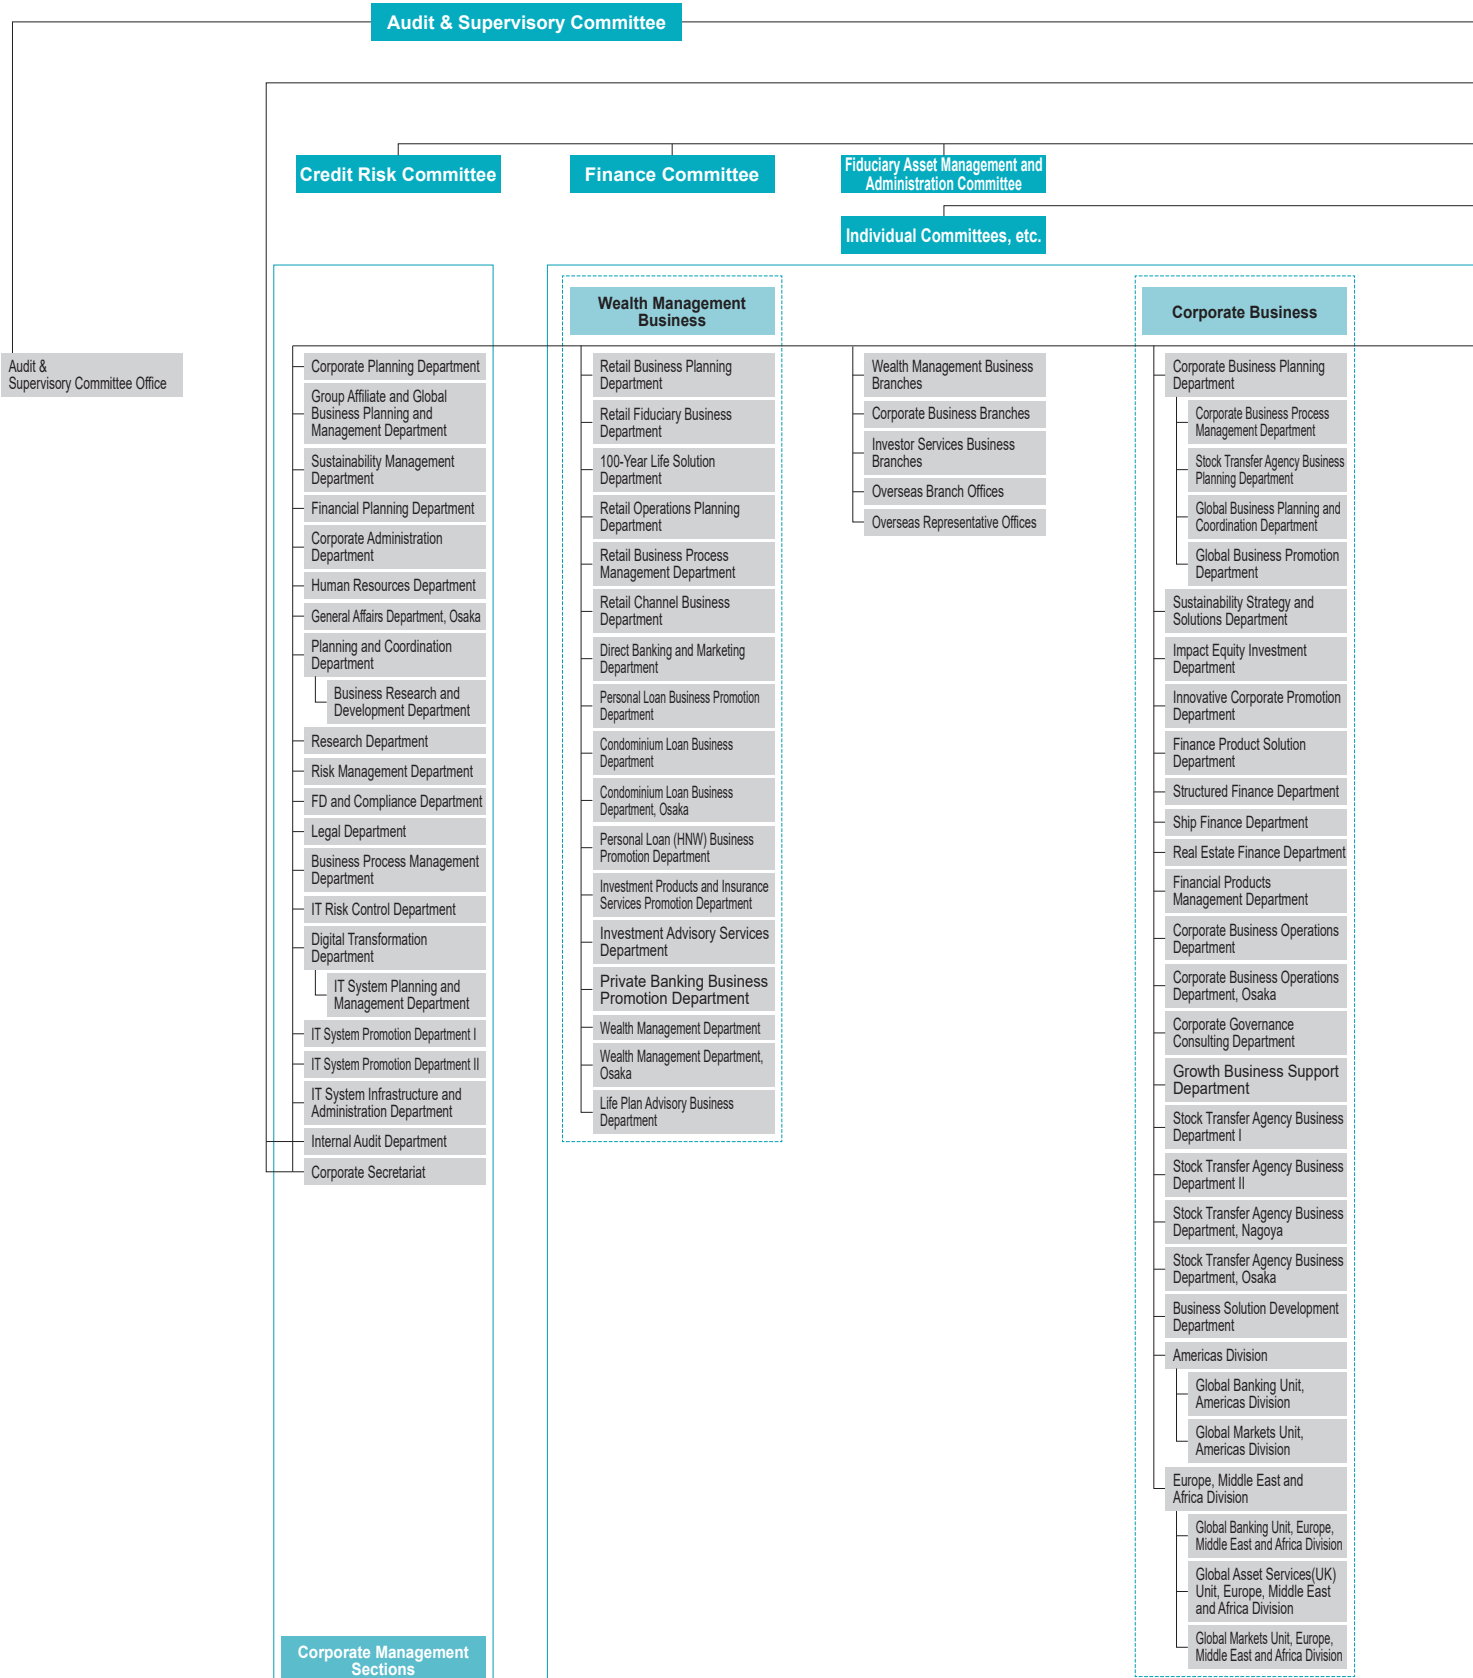 Audit & Supervisory Committee
Credit Risk Committee
Finance Committee
Fiduciary Asset Management and
Administration Committee
Individual Committees, etc.
Audit &
Supervisory Committee Office
Corporate Planning Department
Group Affiliate and Global
Business Planning and
Management Department
Sustainability Management
Department
Financial Planning Department
Corporate Administration
Department
Human Resources Department
General Affairs Department, Osaka
Planning and Coordination
Department
Business Research and
Development Department
Research Department
Risk Management Department
FD and Compliance Department
Legal Department
Business Process Management
Department
IT Risk Control Department
Digital Transformation
Department
IT System Planning and
Management Department
IT System Promotion Department I
IT System Promotion Department II
IT System Infrastructure and
Administration Department
Internal Audit Department
Corporate Secretariat
Corporate Management
Sections
Wealth Management
Business
Retail Business Planning
Department
Retail Fiduciary Business
Department
100-Year Life Solution
Department
Retail Operations Planning
Department
Retail Business Process
Management Department
Retail Channel Business
Department
Direct Banking and Marketing
Department
Personal Loan Business Promotion
Department
Condominium Loan Business
Department
Condominium Loan Business
Department, Osaka
Personal Loan (HNW) Business
Promotion Department
Investment Products and Insurance
Services Promotion Department
Investment Advisory Services
Department
Private Banking Business
Promotion Department
Wealth Management Department
Wealth Management Department,
Osaka
Life Plan Advisory Business
Department
Wealth Management Business
Branches
Corporate Business Branches
Investor Services Business
Branches
Overseas Branch Offices
Overseas Representative Offices
Corporate Business
Corporate Business Planning
Department
Corporate Business Process
Management Department
Stock Transfer Agency Business
Planning Department
Global Business Planning and
Coordination Department
Global Business Promotion
Department
Sustainability Strategy and
Solutions Department
Impact Equity Investment
Department
Innovative Corporate Promotion
Department
Finance Product Solution
Department
Structured Finance Department
Ship Finance Department
Real Estate Finance Department
Financial Products
Management Department
Corporate Business Operations
Department
Corporate Business Operations
Department, Osaka
Corporate Governance
Consulting Department
Growth Business Support
Department
Stock Transfer Agency Business
Department I
Stock Transfer Agency Business
Department II
Stock Transfer Agency Business
Department, Nagoya
Stock Transfer Agency Business
Department, Osaka
Business Solution Development
Department
Americas Division
Global Banking Unit,
Americas Division
Global Markets Unit,
Americas Division
Europe, Middle East and
Africa Division
Global Banking Unit, Europe,
Middle East and Africa Division
Global Asset Services(UK)
Unit, Europe, Middle East
and Africa Division
Global Markets Unit, Europe,
Middle East and Africa Division